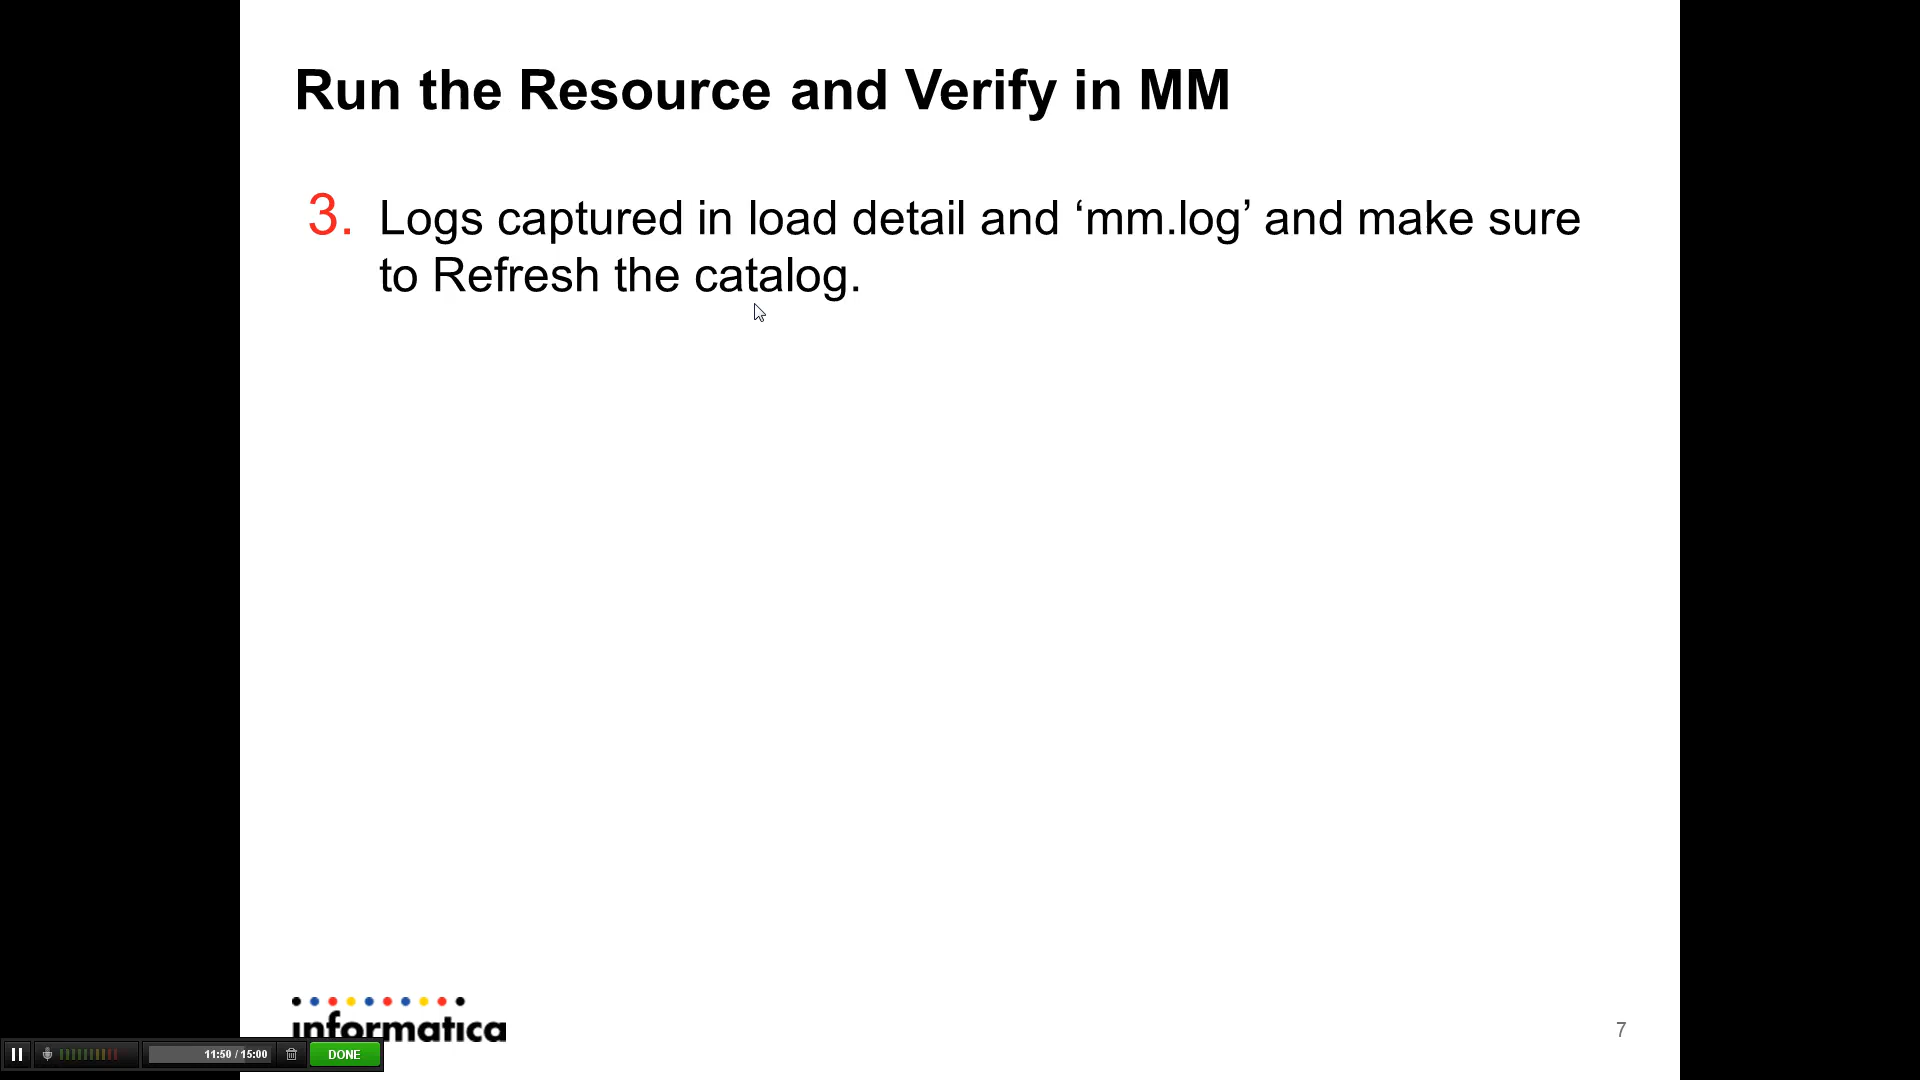 Run the Resource and Verify in MM
3. Logs captured in load detail and ‘mm.log’ and make sure
to Refresh the catalog.
informatica
7
11:50 / 15:00
DONE